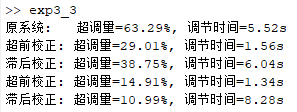 >> exp3_3
原系统: 超调量=63.29%, 调节时间=5.52s
超前校正: 超调量=29.01%, 调节时间=1.56s
滞后校正: 超调量=38.75%, 调节时间=6.04s
超前校正: 超调量=14.91%, 调节时间=1.34s
滞后校正: 超调量=10.99%, 调节时间=8.28s